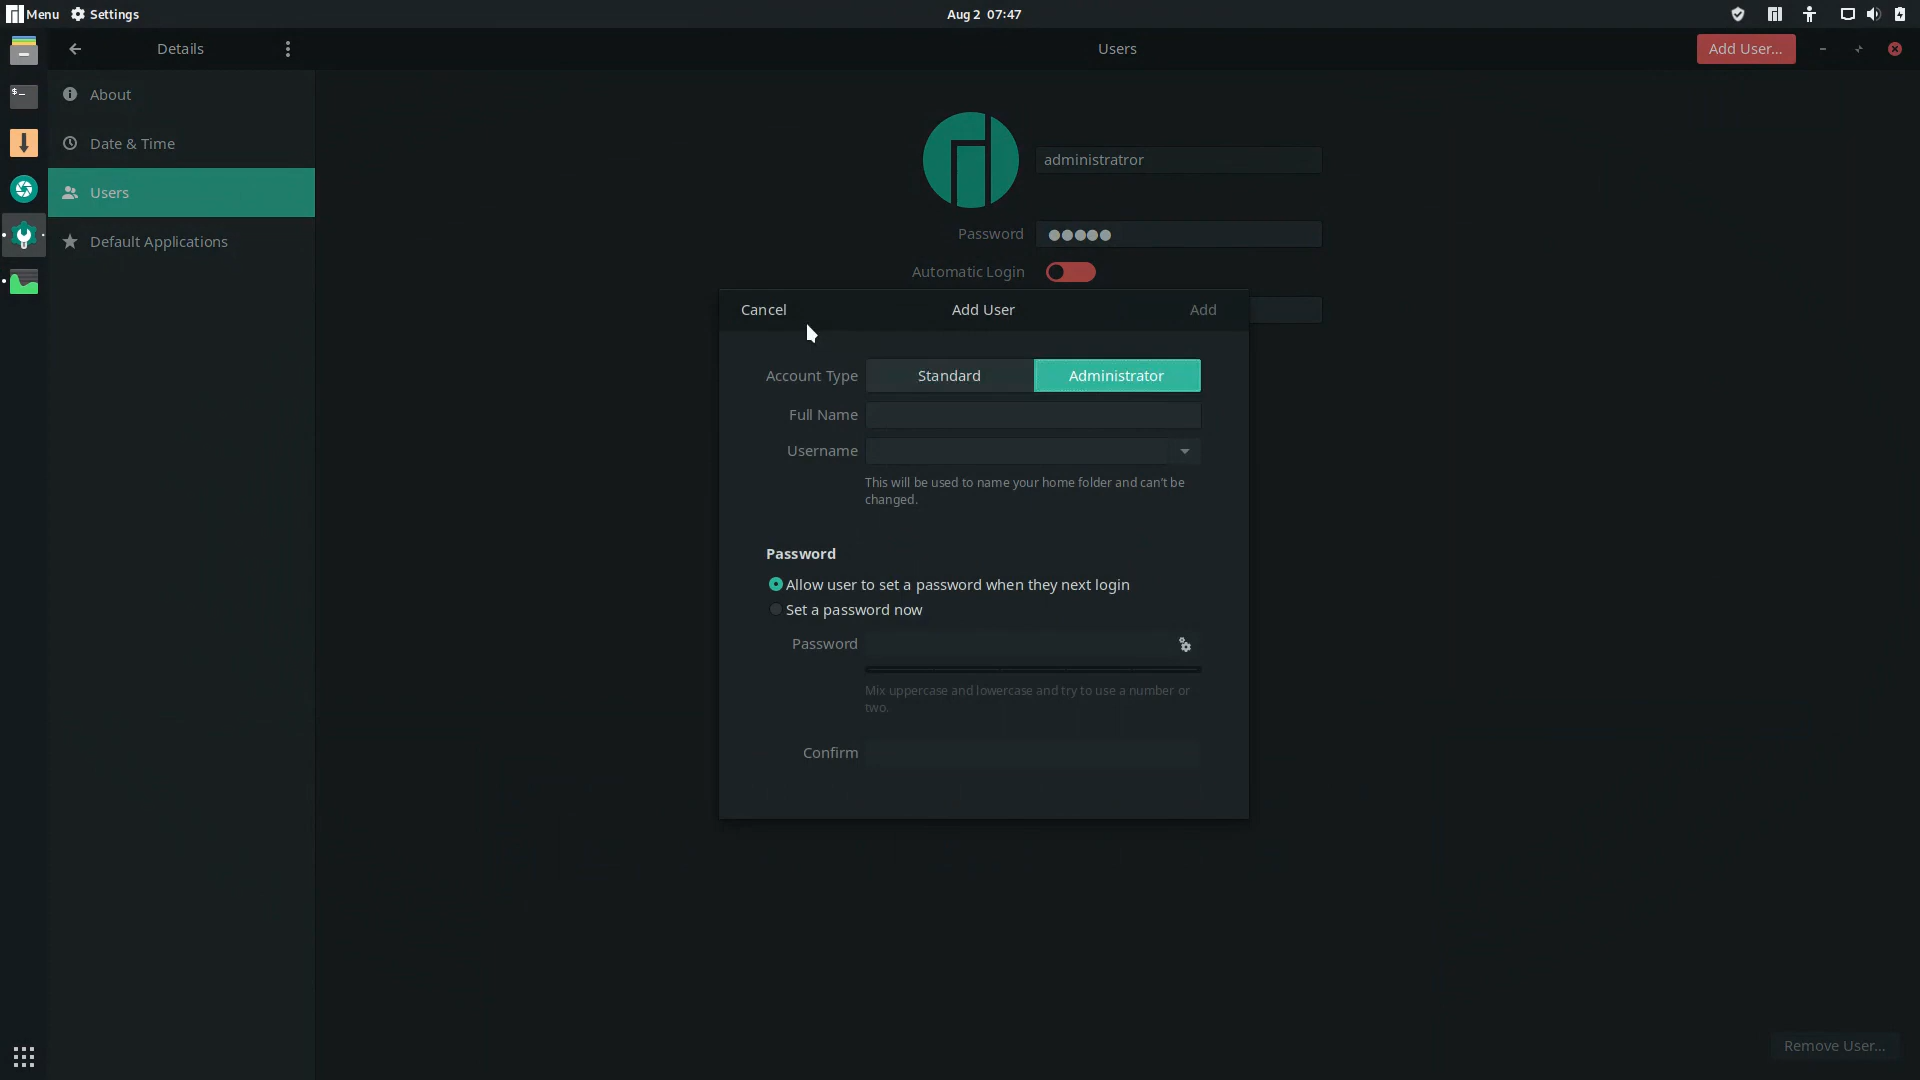 Menu Settings Aug 2 07:47
Details Users Add User...
About
Date & Time
Users
Default Applications
administratror
Password ●●●●●
Automatic Login
Cancel Add User Add
Account Type Standard Administrator
Full Name
Username
This will be used to name your home folder and can't be
changed.
Password
Allow user to set a password when they next login
Set a password now
Password
Mix uppercase and lowercase and try to use a number or
two.
Confirm
Remove User...